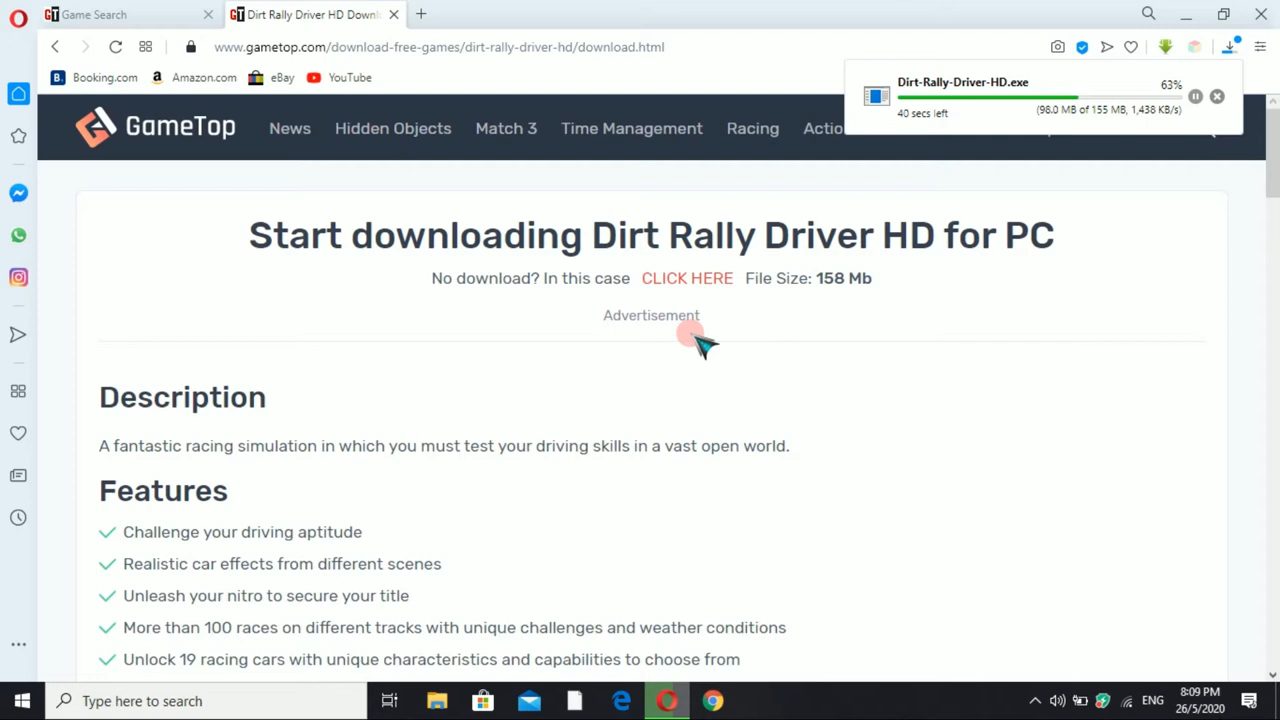 Game Search
Dirt Rally Driver HD Downl
www.gametop.com/download-free-games/dirt-rally-driver-hd/download.html
B. Booking.com
a Amazon.com
eBay
YouTube
Dirt-Rally-Driver-HD.exe 63%
40 secs left (98.0 MB of 155 MB, 1,438 KB/s)
GameTop News Hidden Objects Match 3 Time Management Racing Actio
Start downloading Dirt Rally Driver HD for PC
No download? In this case CLICK HERE File Size: 158 Mb
Advertisement
Description
A fantastic racing simulation in which you must test your driving skills in a vast open world.
Features
Challenge your driving aptitude
Realistic car effects from different scenes
Unleash your nitro to secure your title
More than 100 races on different tracks with unique challenges and weather conditions
Unlock 19 racing cars with unique characteristics and capabilities to choose from
Type here to search
ENG
8:09 PM
26/5/2020